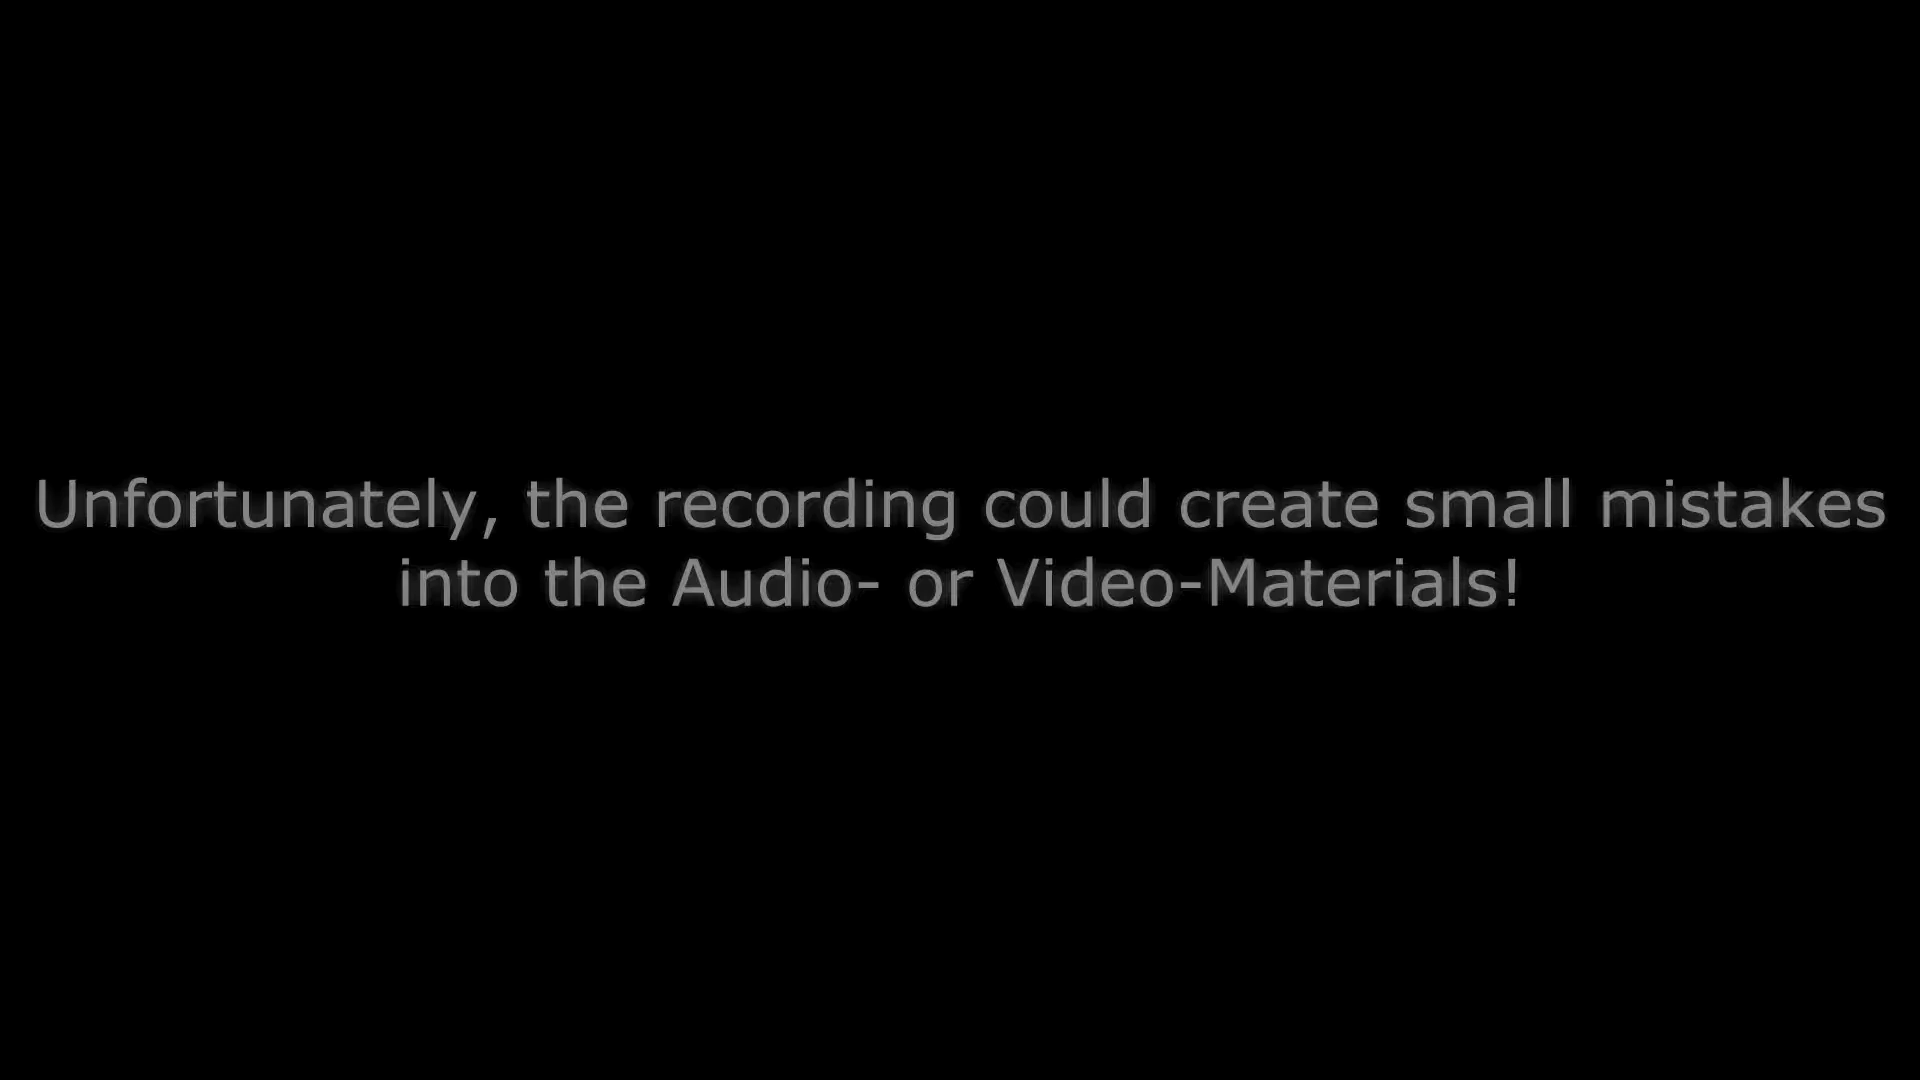 Unfortunately, the recording could create small mistakes
into the Audio- or Video-Materials!